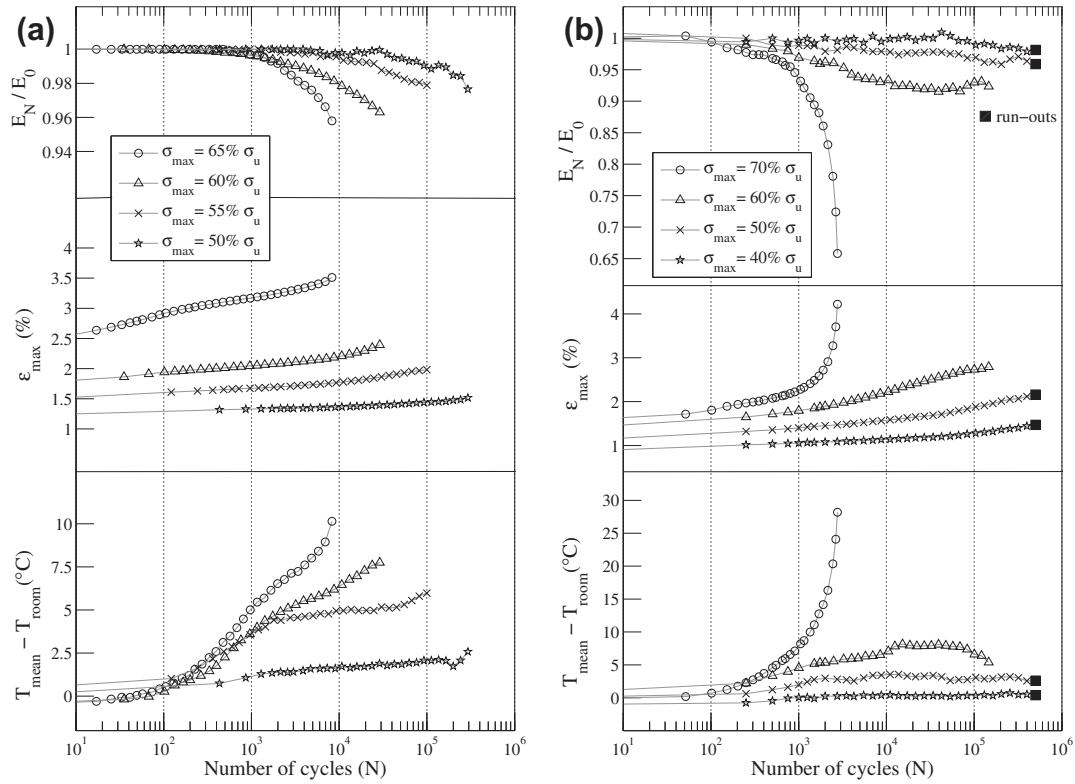 (a)
1
0.98
0.96
0.94
E_N / E_0
σ_max = 65% σ_u
σ_max = 60% σ_u
σ_max = 55% σ_u
σ_max = 50% σ_u
4
3.5
3
2.5
2
1.5
1
ε_max (%)
10
7.5
5
2.5
0
T_mean − T_room (°C)
10^1 10^2 10^3 10^4 10^5 10^6
Number of cycles (N)
(b)
1
0.95
0.9
0.85
0.8
0.75
0.7
0.65
E_N / E_0
run−outs
σ_max = 70% σ_u
σ_max = 60% σ_u
σ_max = 50% σ_u
σ_max = 40% σ_u
4
3
2
1
ε_max (%)
30
25
20
15
10
5
0
T_mean − T_room (°C)
10^1 10^2 10^3 10^4 10^5 10^6
Number of cycles (N)